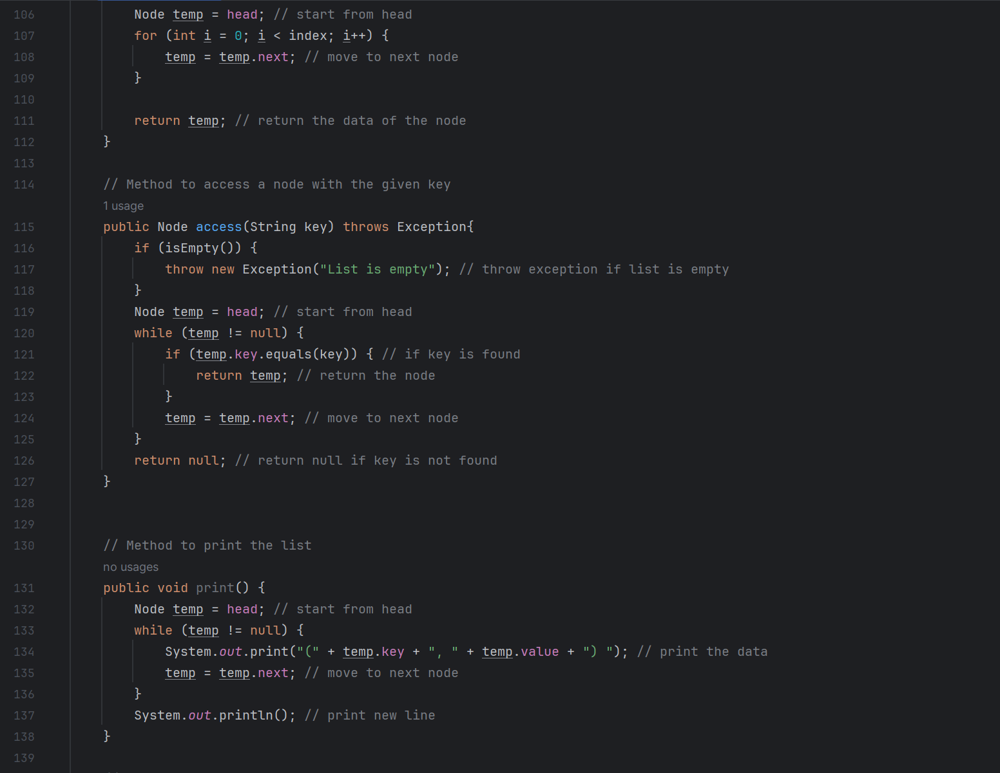 106 Node temp = head; // start from head
107 for (int i = 0; i < index; i++) {
108 temp = temp.next; // move to next node
109 }
110
111 return temp; // return the data of the node
112 }
113
114 // Method to access a node with the given key
1 usage
115 public Node access(String key) throws Exception{
116 if (isEmpty()) {
117 throw new Exception("List is empty"); // throw exception if list is empty
118 }
119 Node temp = head; // start from head
120 while (temp != null) {
121 if (temp.key.equals(key)) { // if key is found
122 return temp; // return the node
123 }
124 temp = temp.next; // move to next node
125 }
126 return null; // return null if key is not found
127 }
128
129
130 // Method to print the list
no usages
131 public void print() {
132 Node temp = head; // start from head
133 while (temp != null) {
134 System.out.print("(" + temp.key + ", " + temp.value + ") "); // print the data
135 temp = temp.next; // move to next node
136 }
137 System.out.println(); // print new line
138 }
139